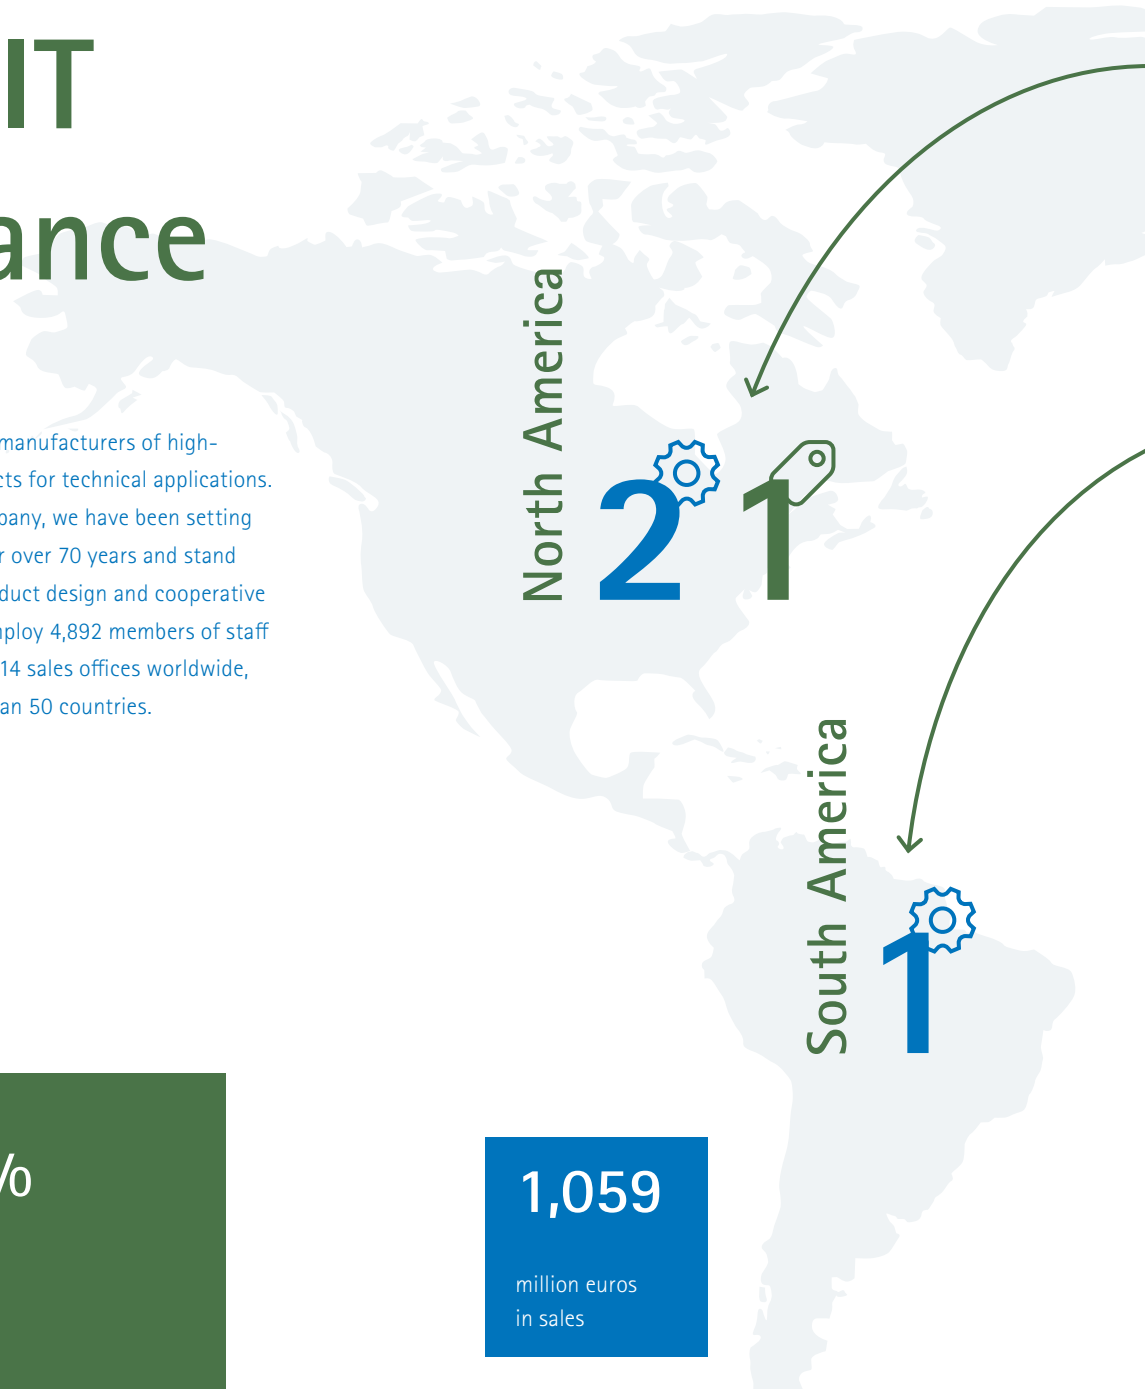 IT
ance
manufacturers of high-
cts for technical applications.
pany, we have been setting
r over 70 years and stand
duct design and cooperative
mploy 4,892 members of staff
14 sales offices worldwide,
an 50 countries.
North America
2 1
South America
1
%
1,059
million euros
in sales